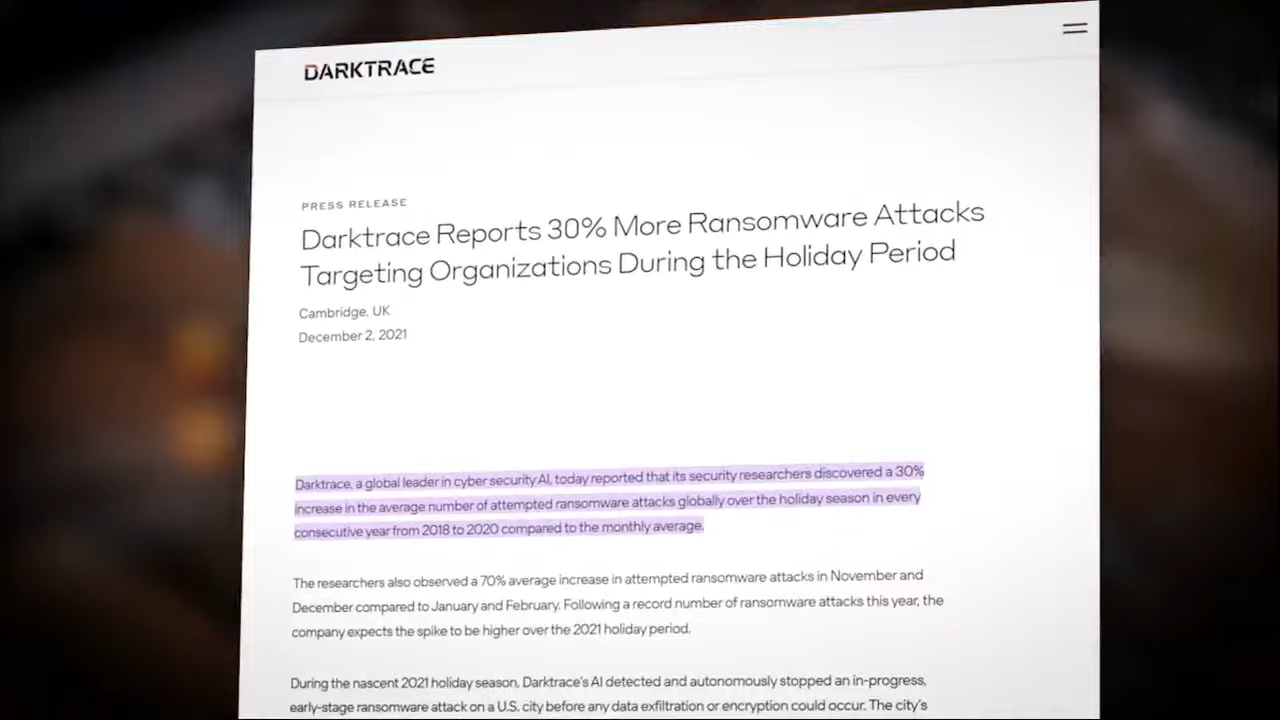 DARKTRACE
PRESS RELEASE
Darktrace Reports 30% More Ransomware Attacks
Targeting Organizations During the Holiday Period
Cambridge, UK
December 2, 2021
Darktrace, a global leader in cyber security AI, today reported that its security researchers discovered a 30%
increase in the average number of attempted ransomware attacks globally over the holiday season in every
consecutive year from 2018 to 2020 compared to the monthly average.
The researchers also observed a 70% average increase in attempted ransomware attacks in November and
December compared to January and February. Following a record number of ransomware attacks this year, the
company expects the spike to be higher over the 2021 holiday period.
During the nascent 2021 holiday season, Darktrace's AI detected and autonomously stopped an in-progress,
early-stage ransomware attack on a U.S. city before any data exfiltration or encryption could occur. The city's